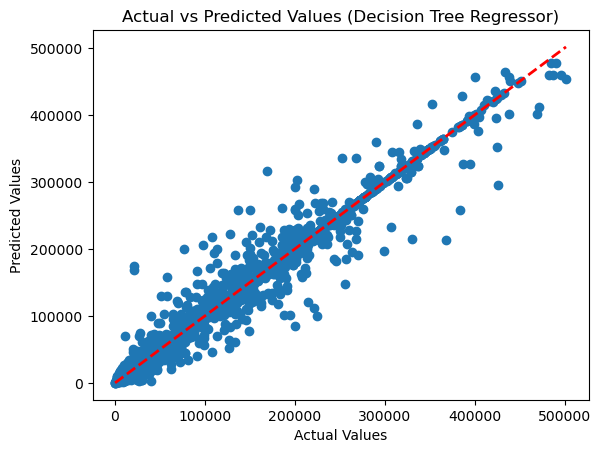 Actual vs Predicted Values (Decision Tree Regressor)
500000
400000
300000
200000
100000
0
Predicted Values
0 100000 200000 300000 400000 500000
Actual Values